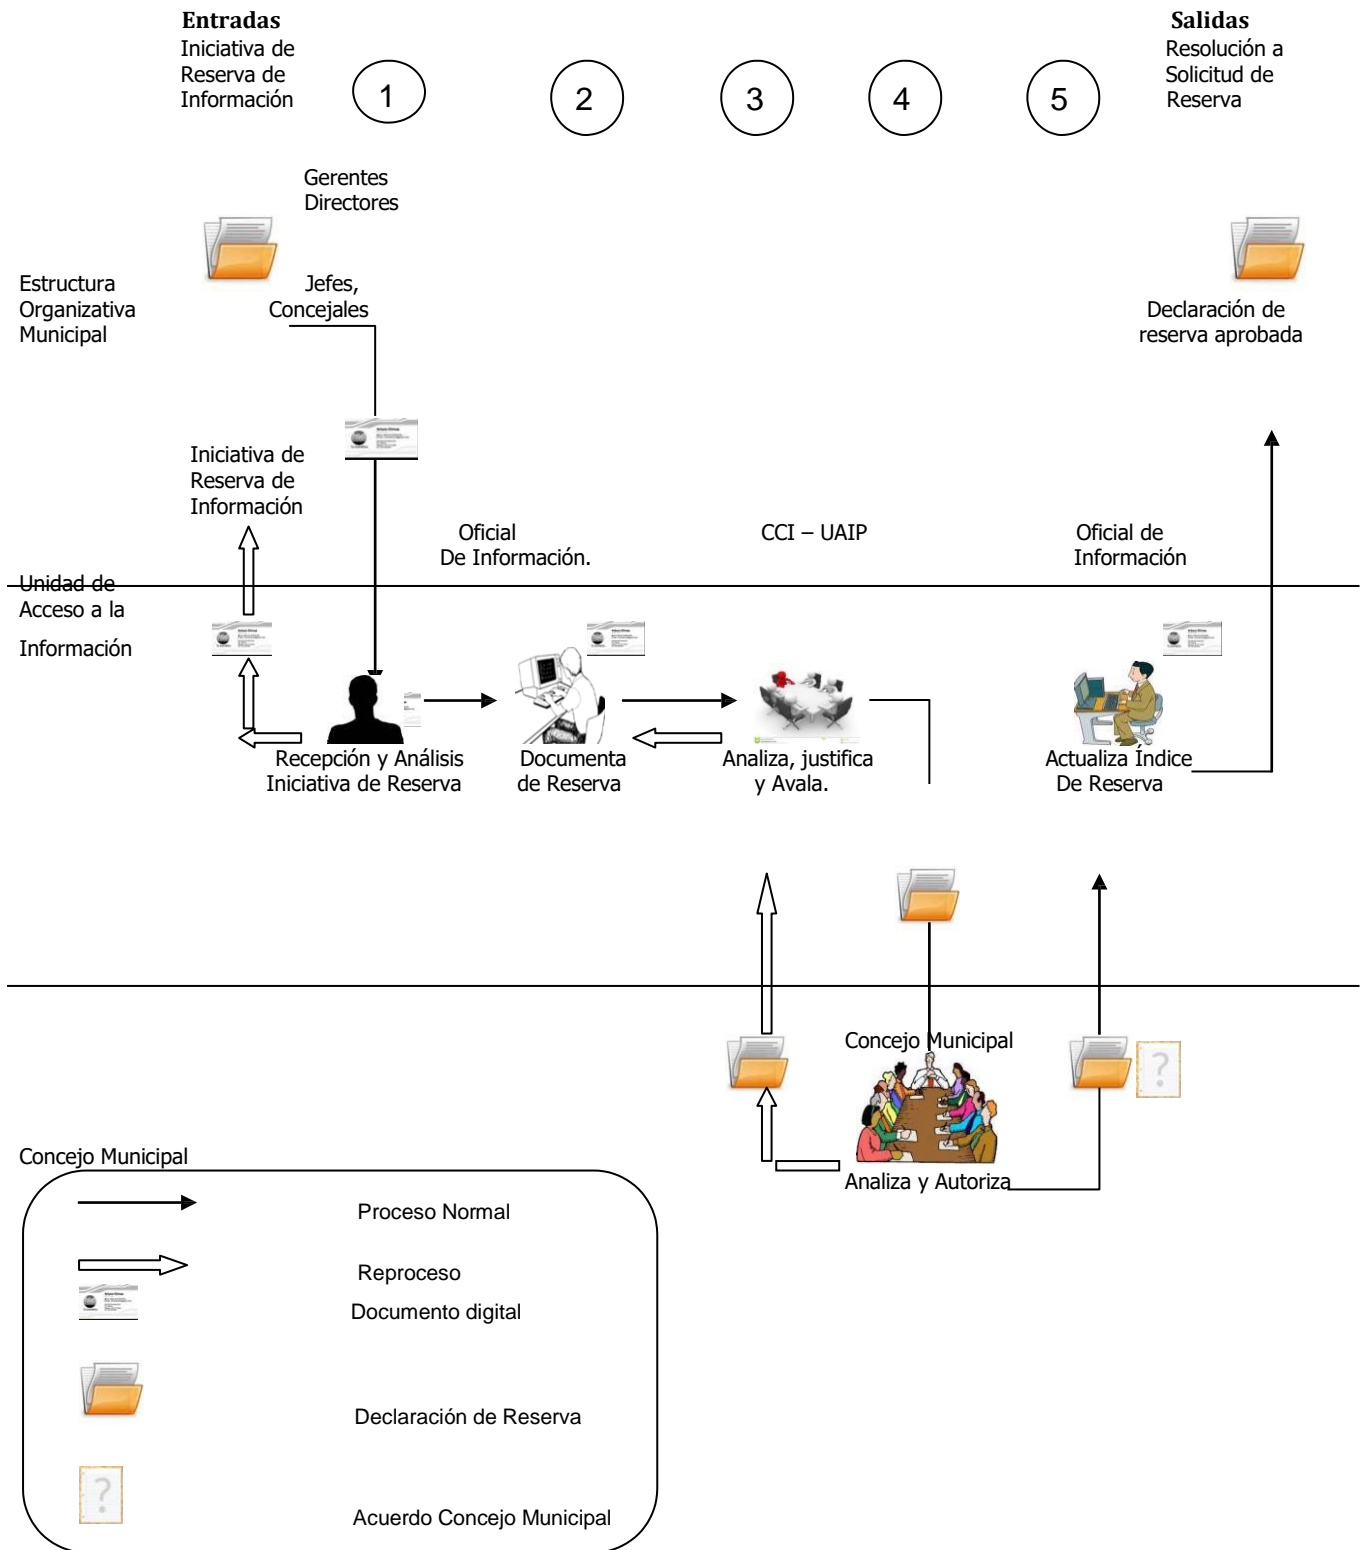 Entradas
Iniciativa de
Reserva de
Información
1
2
3
4
5
Salidas
Resolución a
Solicitud de
Reserva
Gerentes
Directores
Estructura
Organizativa
Municipal
Jefes,
Concejales
Declaración de
reserva aprobada
Iniciativa de
Reserva de
Información
Oficial
De Información.
CCI – UAIP
Oficial de
Información
Unidad de
Acceso a la
Información
Recepción y Análisis
Iniciativa de Reserva
Documenta
de Reserva
Analiza, justifica
y Avala.
Actualiza Índice
De Reserva
Concejo Municipal
?
Analiza y Autoriza
Concejo Municipal
Proceso Normal
Reproceso
Documento digital
Declaración de Reserva
?
Acuerdo Concejo Municipal